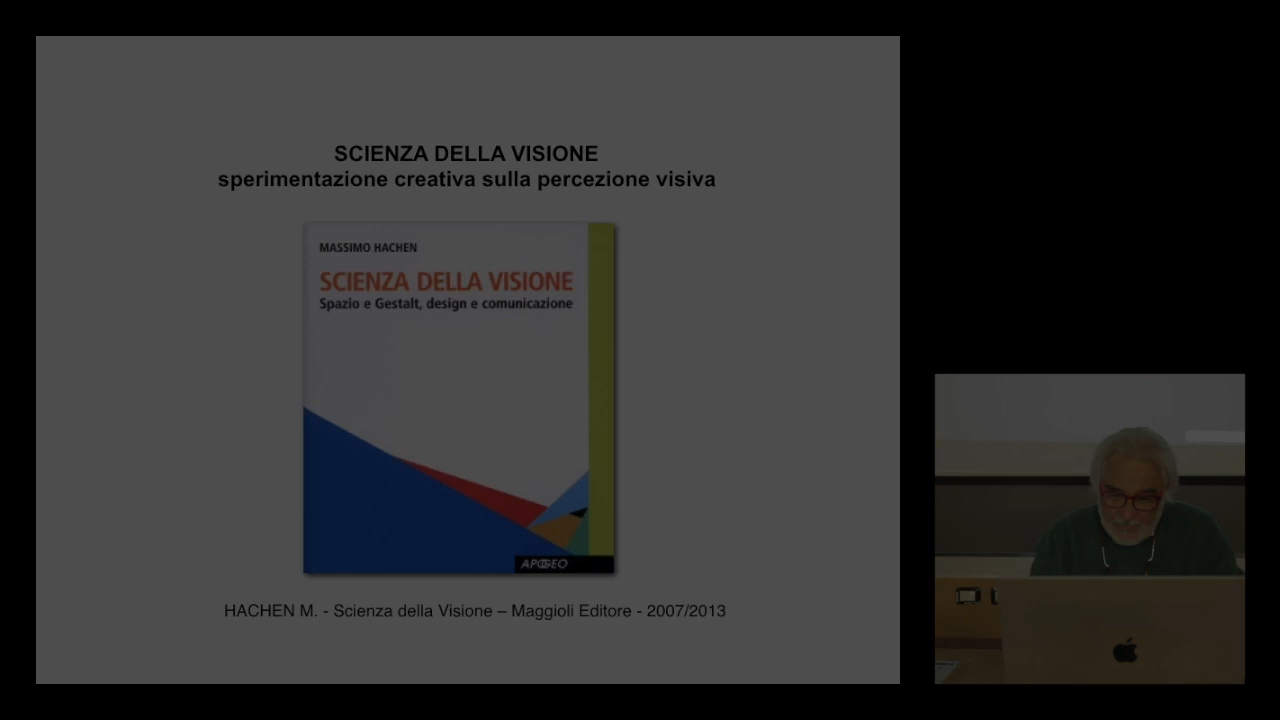 SCIENZA DELLA VISIONE
sperimentazione creativa sulla percezione visiva
MASSIMO HACHEN
SCIENZA DELLA VISIONE
Spazio e Gestalt, design e comunicazione
APOGEO
HACHEN M. - Scienza della Visione – Maggioli Editore - 2007/2013